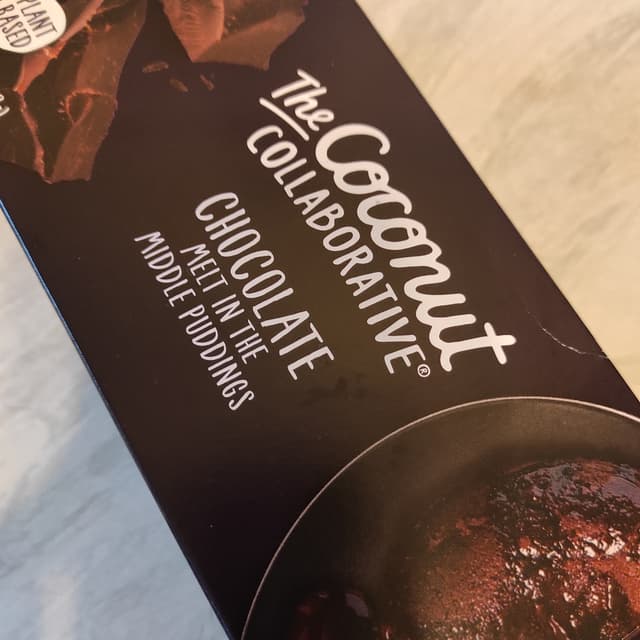 PLANT
BASED
The
Coconut
COLLABORATIVE®
CHOCOLATE
MELT IN THE
MIDDLE PUDDINGS